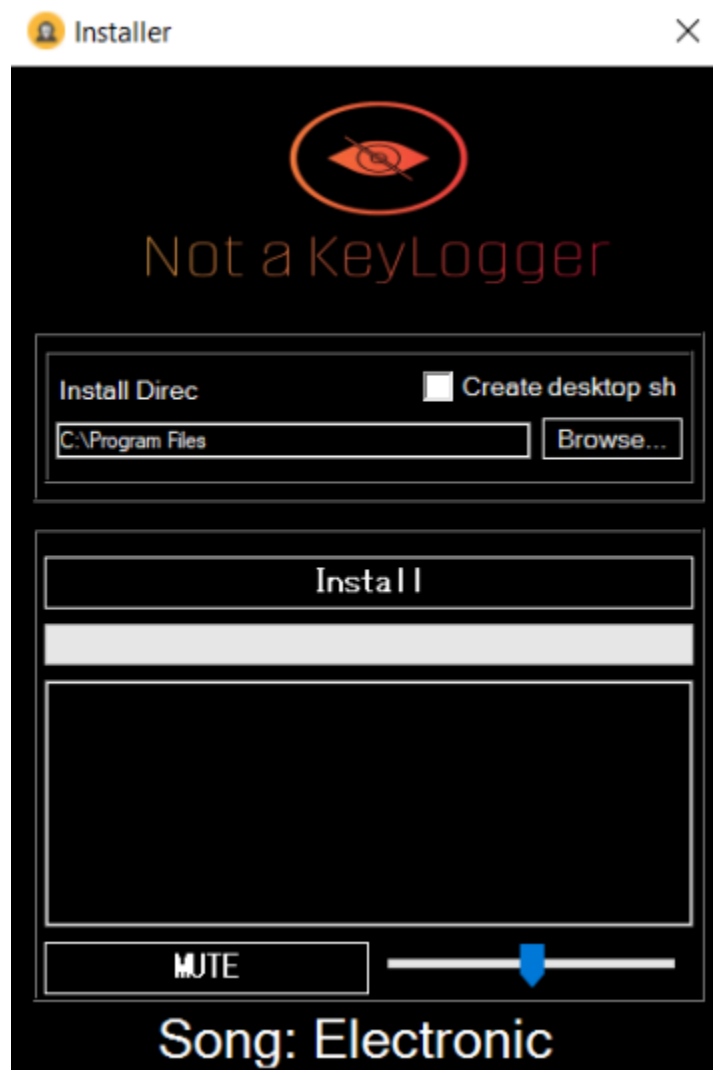 Installer
Not a KeyLogger
Install Direc
Create desktop sh
C:\Program Files
Browse...
Install
MUTE
Song: Electronic